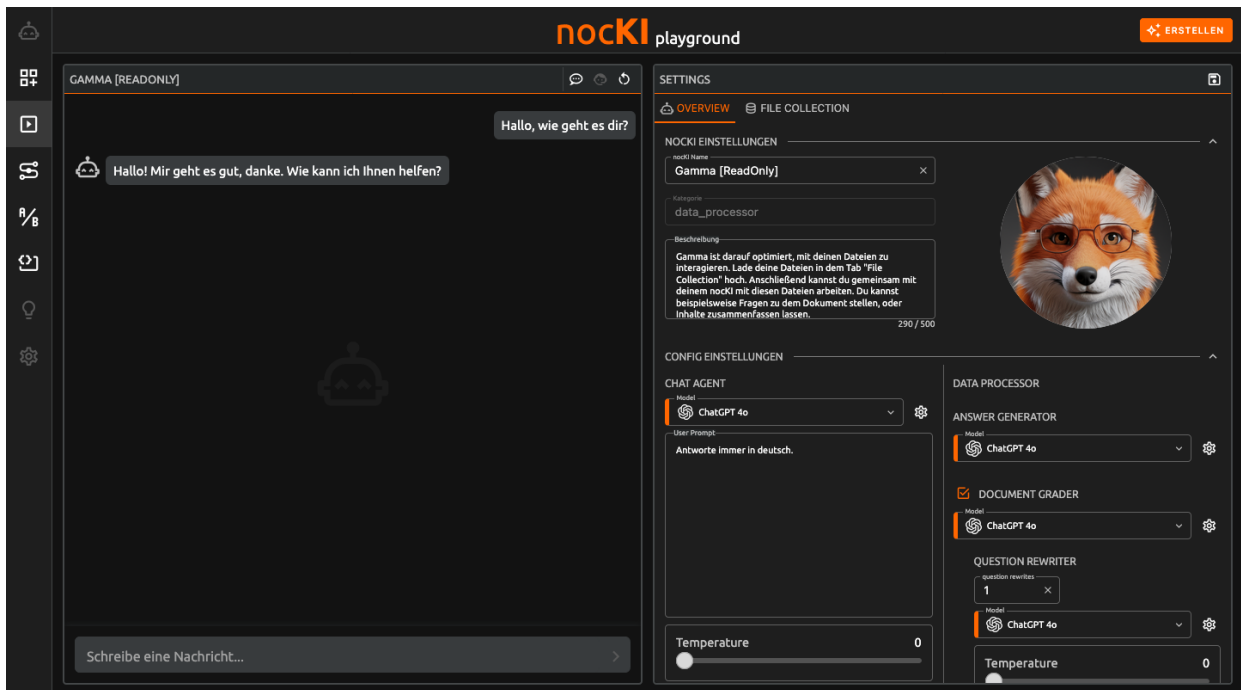 nocKI playground
ERSTELLEN
GAMMA [READONLY]
Hallo, wie geht es dir?
Hallo! Mir geht es gut, danke. Wie kann ich Ihnen helfen?
Schreibe eine Nachricht...
A/B
SETTINGS
OVERVIEW
FILE COLLECTION
NOCKI EINSTELLUNGEN
nocKI Name
Gamma [ReadOnly]
Kategorie
data_processor
Beschreibung
Gamma ist darauf optimiert, mit deinen Dateien zu
interagieren. Lade deine Dateien in dem Tab "File
Collection" hoch. Anschließend kannst du gemeinsam mit
deinem nocKI mit diesen Dateien arbeiten. Du kannst
beispielsweise Fragen zu dem Dokument stellen, oder
Inhalte zusammenfassen lassen.
290 / 500
CONFIG EINSTELLUNGEN
CHAT AGENT
Model
ChatGPT 4o
User Prompt
Antworte immer in deutsch.
Temperature 0
DATA PROCESSOR
ANSWER GENERATOR
Model
ChatGPT 4o
DOCUMENT GRADER
Model
ChatGPT 4o
QUESTION REWRITER
question rewrites
1
Model
ChatGPT 4o
Temperature 0